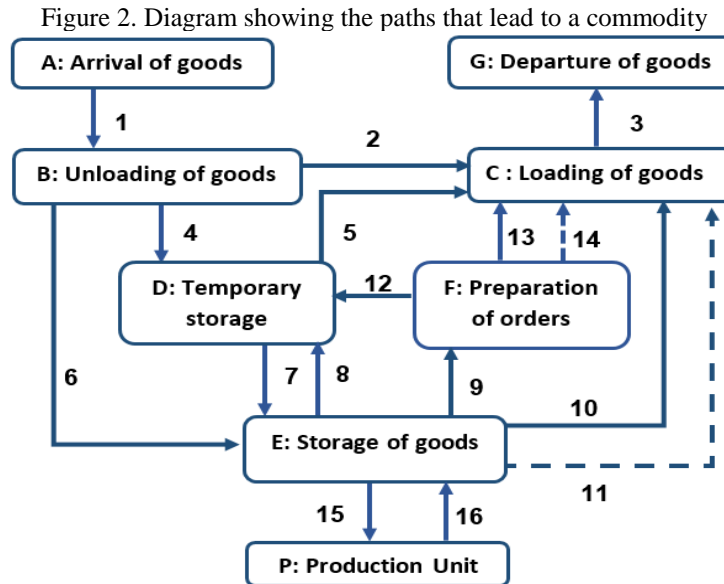 Figure 2. Diagram showing the paths that lead to a commodity
A: Arrival of goods
G: Departure of goods
1
2
3
B: Unloading of goods
C : Loading of goods
4
5
13
14
D: Temporary
storage
12
F: Preparation
of orders
6
7
8
9
10
E: Storage of goods
11
15
16
P: Production Unit